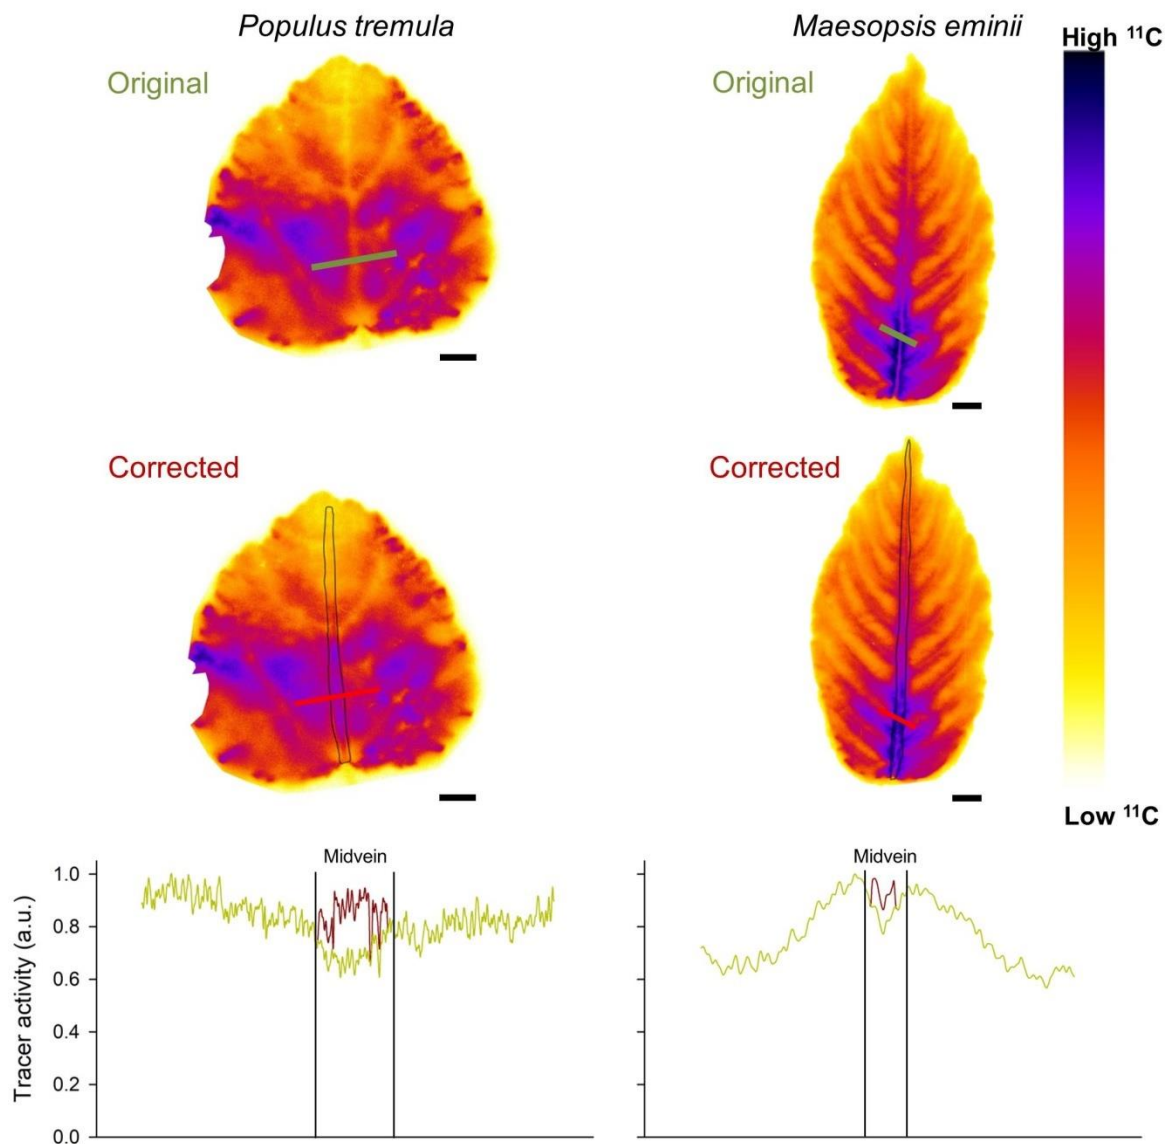 Populus tremula
Maesopsis eminii
High ¹¹C
Original
Original
Corrected
Corrected
Low ¹¹C
Midvein
Midvein
Tracer activity (a.u.)
1.0
0.8
0.6
0.4
0.2
0.0